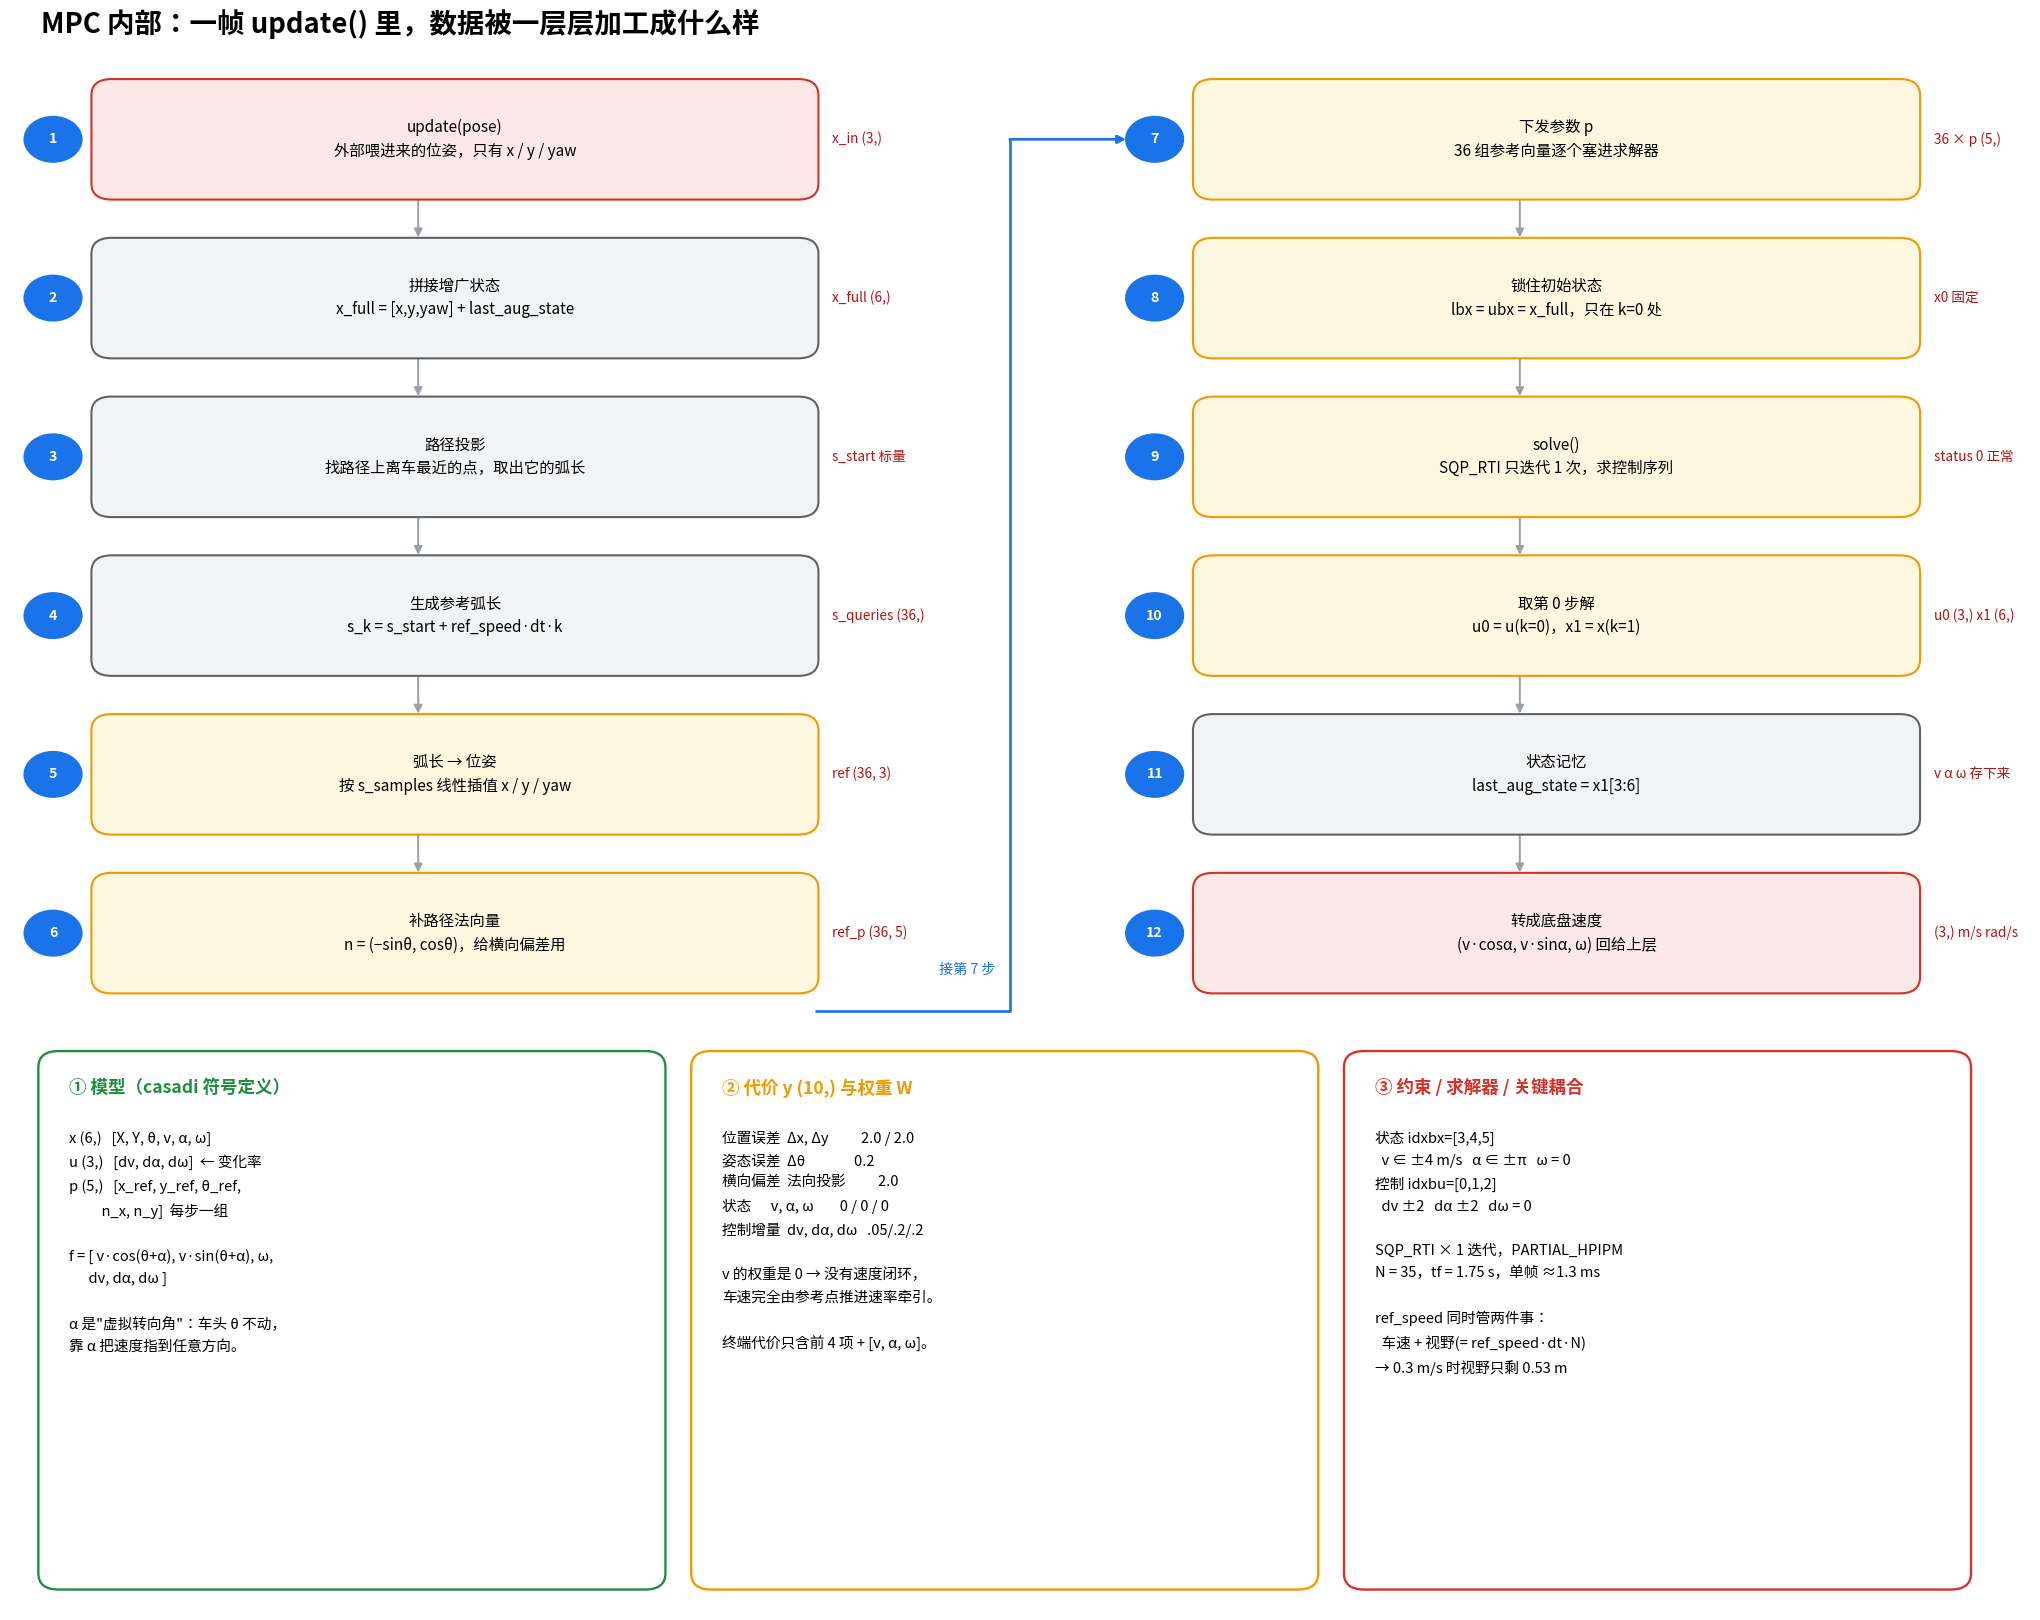 MPC 内部：一帧 update() 里，数据被一层层加工成什么样
1
update(pose)
外部喂进来的位姿，只有 x / y / yaw
x_in (3,)
2
拼接增广状态
x_full = [x,y,yaw] + last_aug_state
x_full (6,)
3
路径投影
找路径上离车最近的点，取出它的弧长
s_start 标量
4
生成参考弧长
s_k = s_start + ref_speed·dt·k
s_queries (36,)
5
弧长 → 位姿
按 s_samples 线性插值 x / y / yaw
ref (36, 3)
6
补路径法向量
n = (−sinθ, cosθ)，给横向偏差用
ref_p (36, 5)
接第 7 步
7
下发参数 p
36 组参考向量逐个塞进求解器
36 × p (5,)
8
锁住初始状态
lbx = ubx = x_full，只在 k=0 处
x0 固定
9
solve()
SQP_RTI 只迭代 1 次，求控制序列
status 0 正常
10
取第 0 步解
u0 = u(k=0)，x1 = x(k=1)
u0 (3,) x1 (6,)
11
状态记忆
last_aug_state = x1[3:6]
v α ω 存下来
12
转成底盘速度
(v·cosα, v·sinα, ω) 回给上层
(3,) m/s rad/s
① 模型（casadi 符号定义）
x (6,) [X, Y, θ, v, α, ω]
u (3,) [dv, dα, dω] ← 变化率
p (5,) [x_ref, y_ref, θ_ref,
n_x, n_y] 每步一组
f = [ v·cos(θ+α), v·sin(θ+α), ω,
dv, dα, dω ]
α 是"虚拟转向角"：车头 θ 不动，
靠 α 把速度指到任意方向。
② 代价 y (10,) 与权重 W
位置误差 Δx, Δy 2.0 / 2.0
姿态误差 Δθ 0.2
横向偏差 法向投影 2.0
状态 v, α, ω 0 / 0 / 0
控制增量 dv, dα, dω .05/.2/.2
v 的权重是 0 → 没有速度闭环，
车速完全由参考点推进速率牵引。
终端代价只含前 4 项 + [v, α, ω]。
③ 约束 / 求解器 / 关键耦合
状态 idxbx=[3,4,5]
v ∈ ±4 m/s α ∈ ±π ω = 0
控制 idxbu=[0,1,2]
dv ±2 dα ±2 dω = 0
SQP_RTI × 1 迭代，PARTIAL_HPIPM
N = 35，tf = 1.75 s，单帧 ≈1.3 ms
ref_speed 同时管两件事：
车速 + 视野(= ref_speed·dt·N)
→ 0.3 m/s 时视野只剩 0.53 m